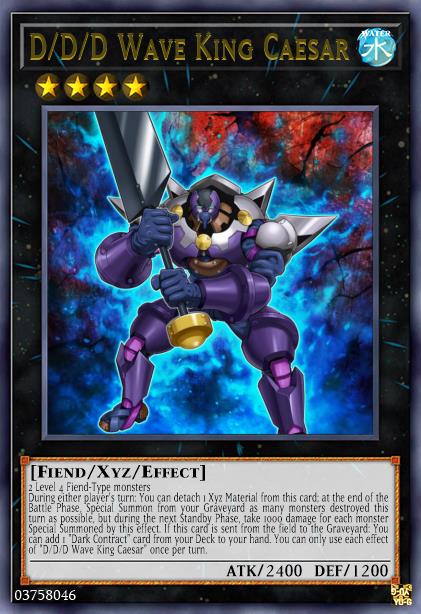 D/D/D Wave King Caesar
WATER
水
[Fiend/Xyz/Effect]
2 Level 4 Fiend-Type monsters
During either player's turn: You can detach 1 Xyz Material from this card; at the end of the
Battle Phase, Special Summon from your Graveyard as many monsters destroyed this
turn as possible, but during the next Standby Phase, take 1000 damage for each monster
Special Summoned by this effect. If this card is sent from the field to the Graveyard: You
can add 1 "Dark Contract" card from your Deck to your hand. You can only use each effect
of "D/D/D Wave King Caesar" once per turn.
ATK/2400 DEF/1200
03758046